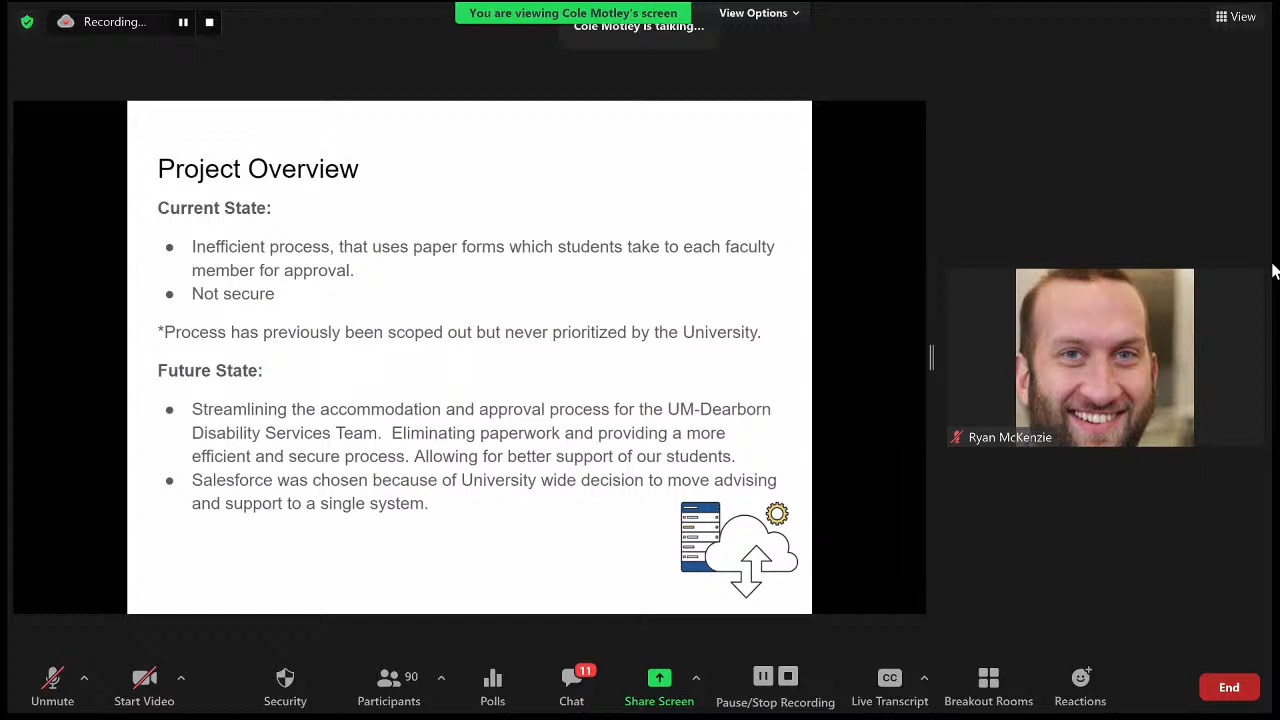 Recording...
You are viewing Cole Motley's screen
View Options
View
Cole Motley is talking...
Project Overview
Current State:
● Inefficient process, that uses paper forms which students take to each faculty
member for approval.
● Not secure
*Process has previously been scoped out but never prioritized by the University.
Future State:
● Streamlining the accommodation and approval process for the UM-Dearborn
Disability Services Team.  Eliminating paperwork and providing a more
efficient and secure process. Allowing for better support of our students.
● Salesforce was chosen because of University wide decision to move advising
and support to a single system.
Ryan McKenzie
Unmute
Start Video
Security
90
Participants
Polls
11
Chat
Share Screen
Pause/Stop Recording
CC
Live Transcript
Breakout Rooms
Reactions
End